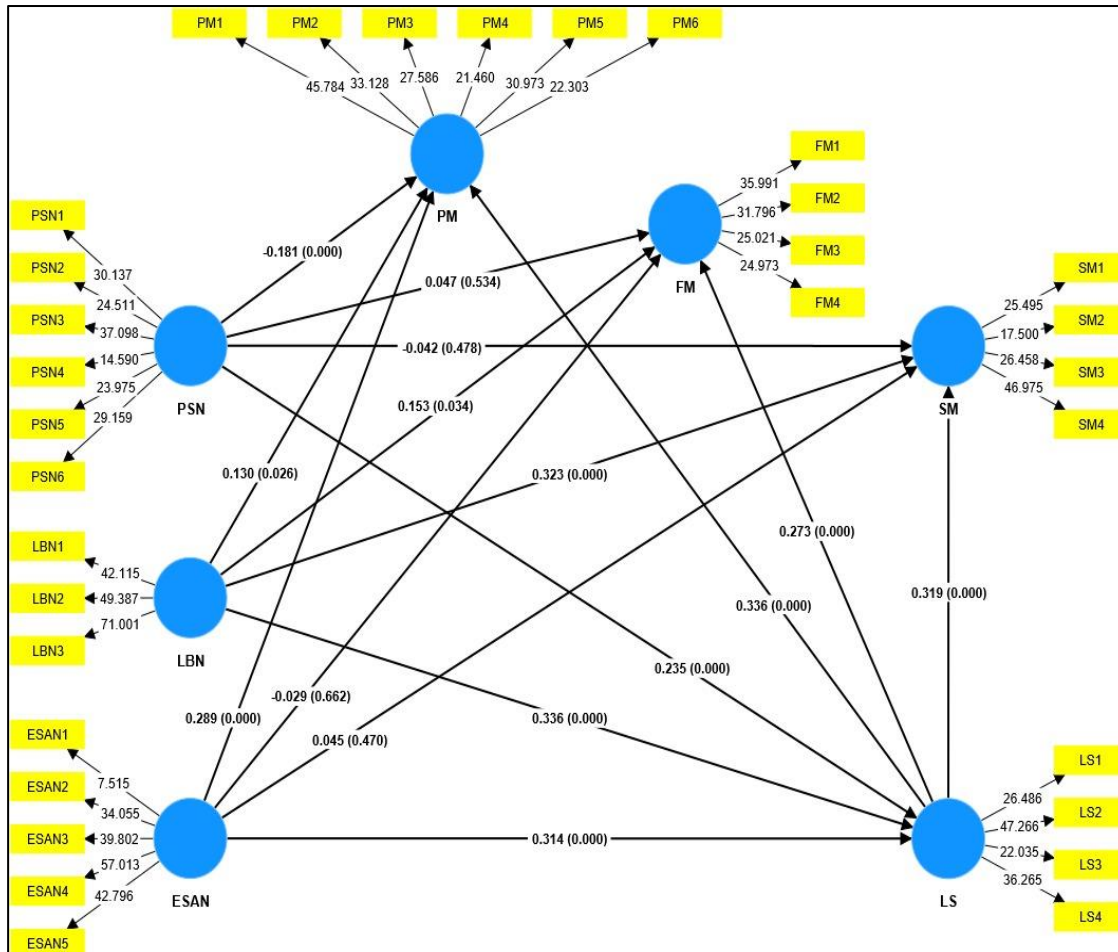 PM1 PM2 PM3 PM4 PM5 PM6
45.784 33.128 27.586 21.460 30.973 22.303
PM
FM1
35.991
FM2
31.796
FM3
25.021
FM4
24.973
FM
PSN1
30.137
PSN2
24.511
PSN3
37.098
PSN4
14.590
PSN5
23.975
PSN6
29.159
PSN
-0.181 (0.000)
0.047 (0.534)
-0.042 (0.478)
SM1
25.495
SM2
17.500
SM3
26.458
SM4
46.975
SM
0.153 (0.034)
0.130 (0.026)
0.323 (0.000)
0.273 (0.000)
0.336 (0.000)
0.319 (0.000)
LBN1
42.115
LBN2
49.387
LBN3
71.001
LBN
0.235 (0.000)
-0.029 (0.662)
0.289 (0.000)
0.336 (0.000)
0.045 (0.470)
ESAN1
7.515
ESAN2
34.055
ESAN3
39.802
ESAN4
57.013
ESAN5
42.796
ESAN
0.314 (0.000)
LS1
26.486
LS2
47.266
LS3
22.035
LS4
36.265
LS